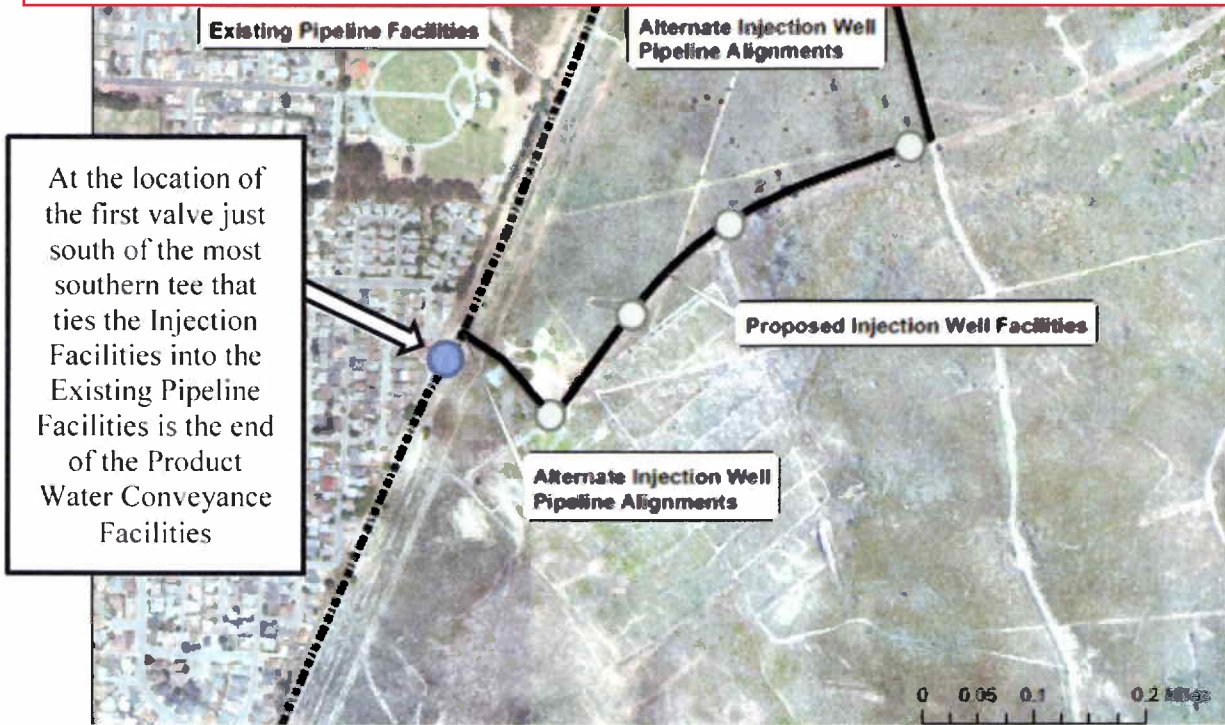 Existing Pipeline Facilities
Alternate Injection Well
Pipeline Alignments
At the location of
the first valve just
south of the most
southern tee that
ties the Injection
Facilities into the
Existing Pipeline
Facilities is the end
of the Product
Water Conveyance
Facilities
Proposed Injection Well Facilities
Alternate Injection Well
Pipeline Alignments
0 0.05 0.1 0.2 Miles